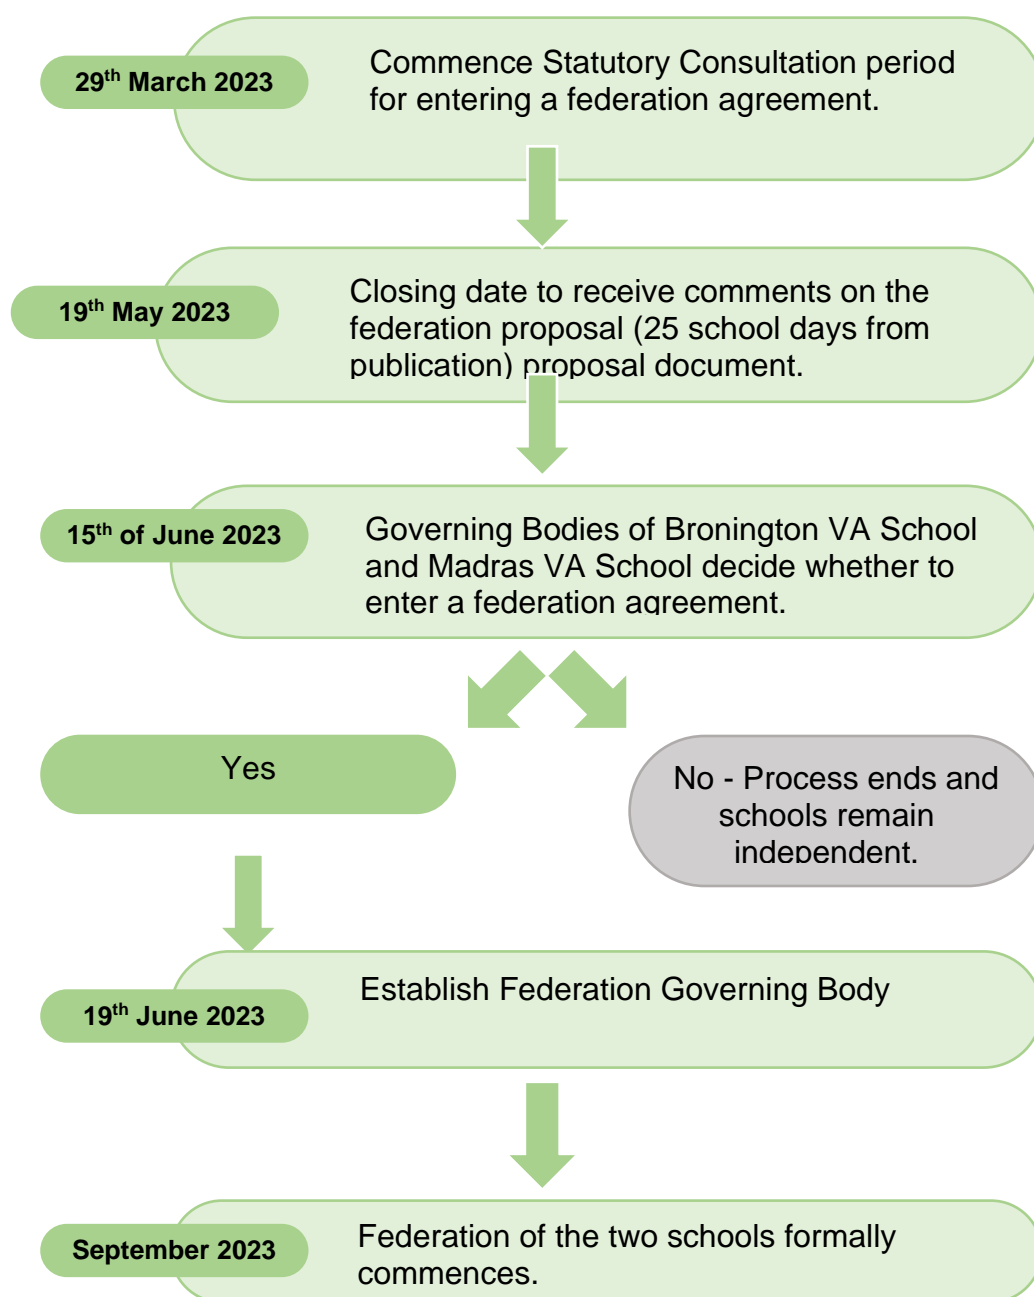 29th March 2023
Commence Statutory Consultation period
for entering a federation agreement.
19th May 2023
Closing date to receive comments on the
federation proposal (25 school days from
publication) proposal document.
15th of June 2023
Governing Bodies of Bronington VA School
and Madras VA School decide whether to
enter a federation agreement.
Yes
No - Process ends and
schools remain
independent.
19th June 2023
Establish Federation Governing Body
September 2023
Federation of the two schools formally
commences.